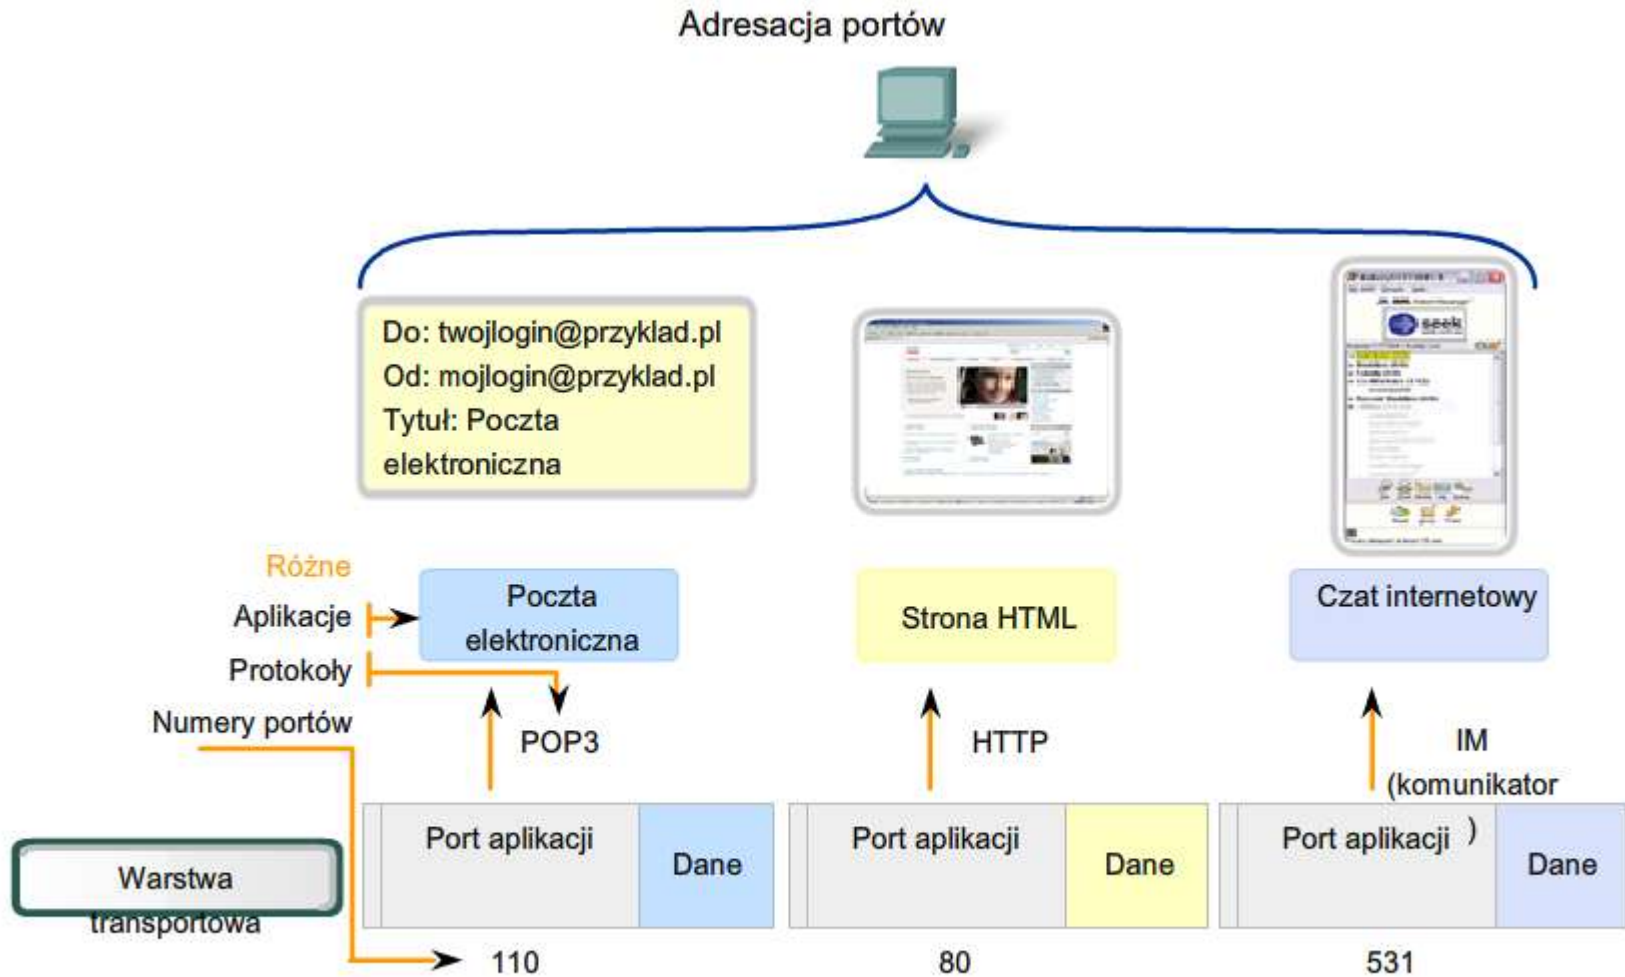 Adresacja portów
Do: twojlogin@przyklad.pl
Od: mojlogin@przyklad.pl
Tytuł: Poczta
elektroniczna
seek
Różne
Aplikacje
Poczta
elektroniczna
Strona HTML
Czat internetowy
Protokoły
Numery portów
POP3
HTTP
IM
(komunikator
)
Warstwa
transportowa
Port aplikacji
Dane
Port aplikacji
Dane
Port aplikacji
Dane
110
80
531